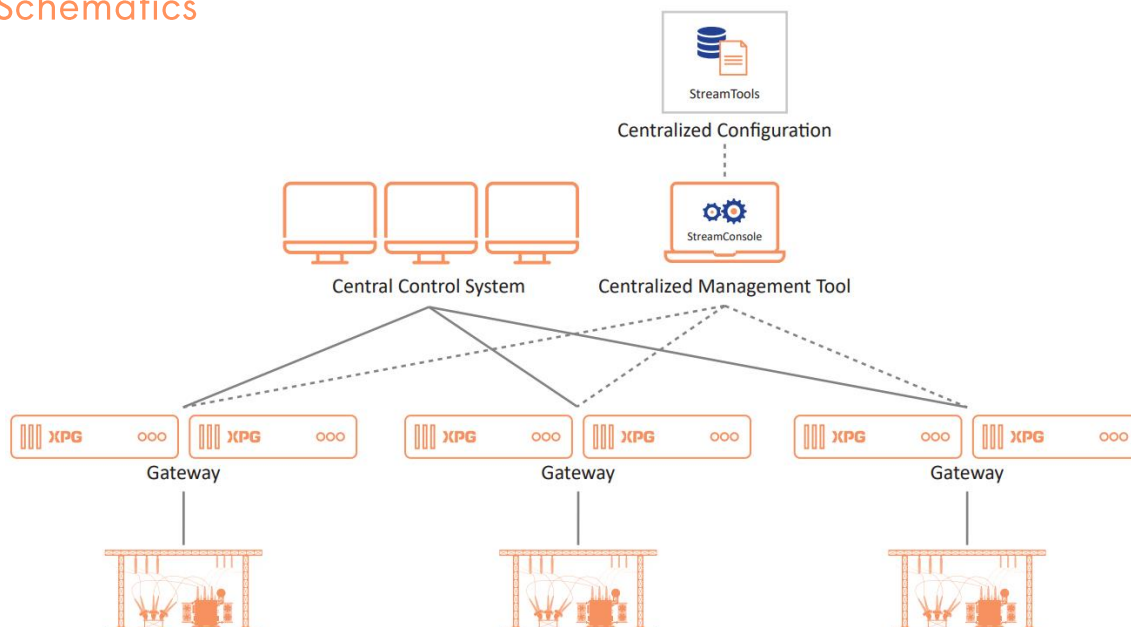 Schematics
StreamTools
Centralized Configuration
StreamConsole
Central Control System
Centralized Management Tool
XPG XPG XPG XPG XPG XPG
Gateway Gateway Gateway